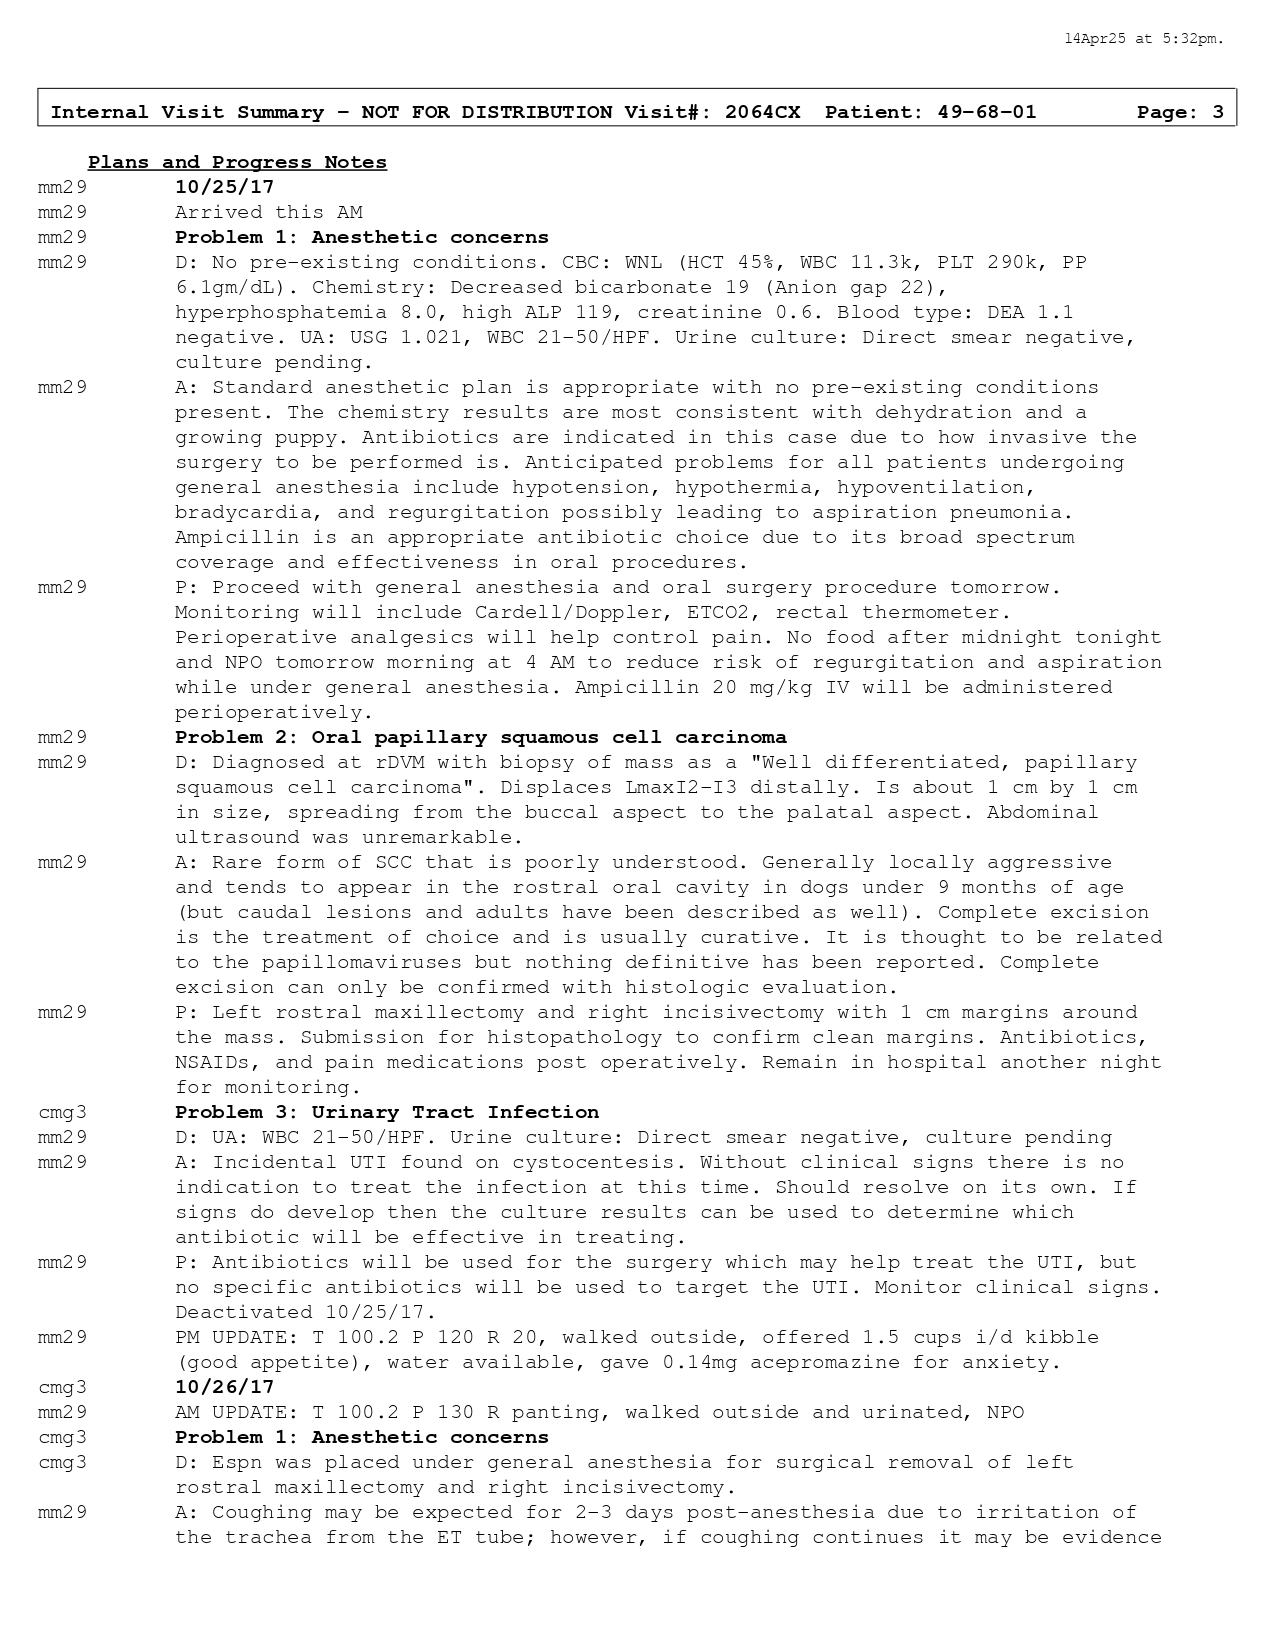 14Apr25 at 5:32pm.
Internal Visit Summary - NOT FOR DISTRIBUTION Visit#: 2064CX Patient: 49-68-01 Page: 3
Plans and Progress Notes
mm29 10/25/17
mm29 Arrived this AM
mm29 Problem 1: Anesthetic concerns
mm29 D: No pre-existing conditions. CBC: WNL (HCT 45%, WBC 11.3k, PLT 290k, PP
6.1gm/dL). Chemistry: Decreased bicarbonate 19 (Anion gap 22),
hyperphosphatemia 8.0, high ALP 119, creatinine 0.6. Blood type: DEA 1.1
negative. UA: USG 1.021, WBC 21-50/HPF. Urine culture: Direct smear negative,
culture pending.
mm29 A: Standard anesthetic plan is appropriate with no pre-existing conditions
present. The chemistry results are most consistent with dehydration and a
growing puppy. Antibiotics are indicated in this case due to how invasive the
surgery to be performed is. Anticipated problems for all patients undergoing
general anesthesia include hypotension, hypothermia, hypoventilation,
bradycardia, and regurgitation possibly leading to aspiration pneumonia.
Ampicillin is an appropriate antibiotic choice due to its broad spectrum
coverage and effectiveness in oral procedures.
mm29 P: Proceed with general anesthesia and oral surgery procedure tomorrow.
Monitoring will include Cardell/Doppler, ETCO2, rectal thermometer.
Perioperative analgesics will help control pain. No food after midnight tonight
and NPO tomorrow morning at 4 AM to reduce risk of regurgitation and aspiration
while under general anesthesia. Ampicillin 20 mg/kg IV will be administered
perioperatively.
mm29 Problem 2: Oral papillary squamous cell carcinoma
mm29 D: Diagnosed at rDVM with biopsy of mass as a "Well differentiated, papillary
squamous cell carcinoma". Displaces LmaxI2-I3 distally. Is about 1 cm by 1 cm
in size, spreading from the buccal aspect to the palatal aspect. Abdominal
ultrasound was unremarkable.
mm29 A: Rare form of SCC that is poorly understood. Generally locally aggressive
and tends to appear in the rostral oral cavity in dogs under 9 months of age
(but caudal lesions and adults have been described as well). Complete excision
is the treatment of choice and is usually curative. It is thought to be related
to the papillomaviruses but nothing definitive has been reported. Complete
excision can only be confirmed with histologic evaluation.
mm29 P: Left rostral maxillectomy and right incisivectomy with 1 cm margins around
the mass. Submission for histopathology to confirm clean margins. Antibiotics,
NSAIDs, and pain medications post operatively. Remain in hospital another night
for monitoring.
cmg3 Problem 3: Urinary Tract Infection
mm29 D: UA: WBC 21-50/HPF. Urine culture: Direct smear negative, culture pending
mm29 A: Incidental UTI found on cystocentesis. Without clinical signs there is no
indication to treat the infection at this time. Should resolve on its own. If
signs do develop then the culture results can be used to determine which
antibiotic will be effective in treating.
mm29 P: Antibiotics will be used for the surgery which may help treat the UTI, but
no specific antibiotics will be used to target the UTI. Monitor clinical signs.
Deactivated 10/25/17.
mm29 PM UPDATE: T 100.2 P 120 R 20, walked outside, offered 1.5 cups i/d kibble
(good appetite), water available, gave 0.14mg acepromazine for anxiety.
cmg3 10/26/17
mm29 AM UPDATE: T 100.2 P 130 R panting, walked outside and urinated, NPO
cmg3 Problem 1: Anesthetic concerns
cmg3 D: Espn was placed under general anesthesia for surgical removal of left
rostral maxillectomy and right incisivectomy.
mm29 A: Coughing may be expected for 2-3 days post-anesthesia due to irritation of
the trachea from the ET tube; however, if coughing continues it may be evidence